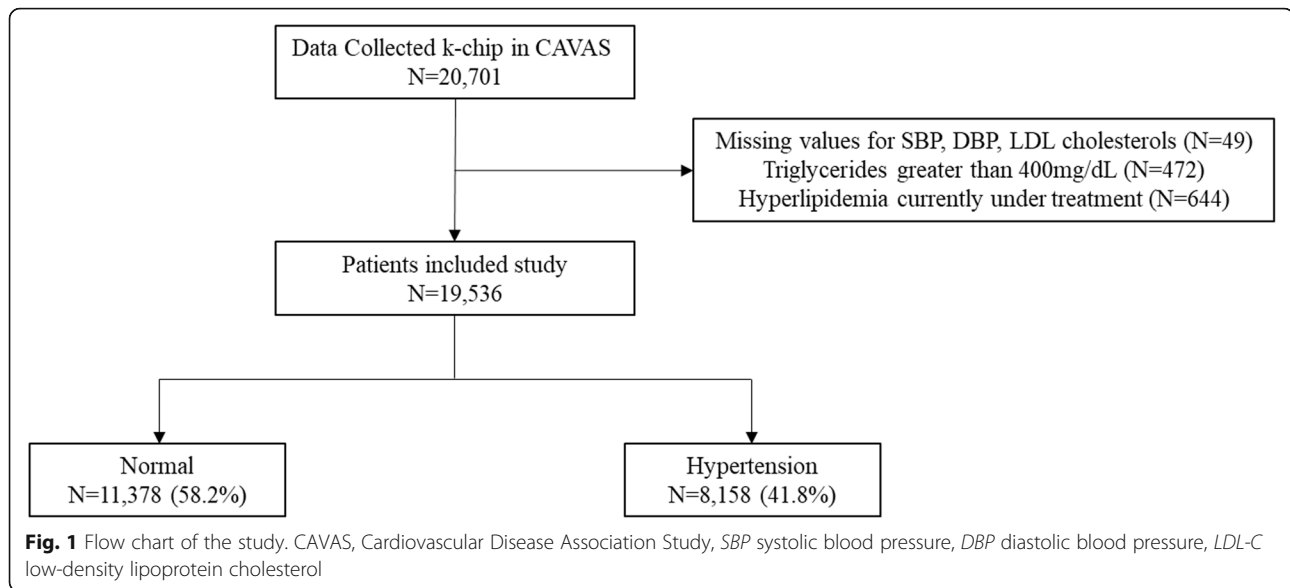 Data Collected k-chip in CAVAS
N=20,701
Missing values for SBP, DBP, LDL cholesterols (N=49)
Triglycerides greater than 400mg/dL (N=472)
Hyperlipidemia currently under treatment (N=644)
Patients included study
N=19,536
Normal
N=11,378 (58.2%)
Hypertension
N=8,158 (41.8%)
Fig. 1 Flow chart of the study. CAVAS, Cardiovascular Disease Association Study, SBP systolic blood pressure, DBP diastolic blood pressure, LDL-C
low-density lipoprotein cholesterol